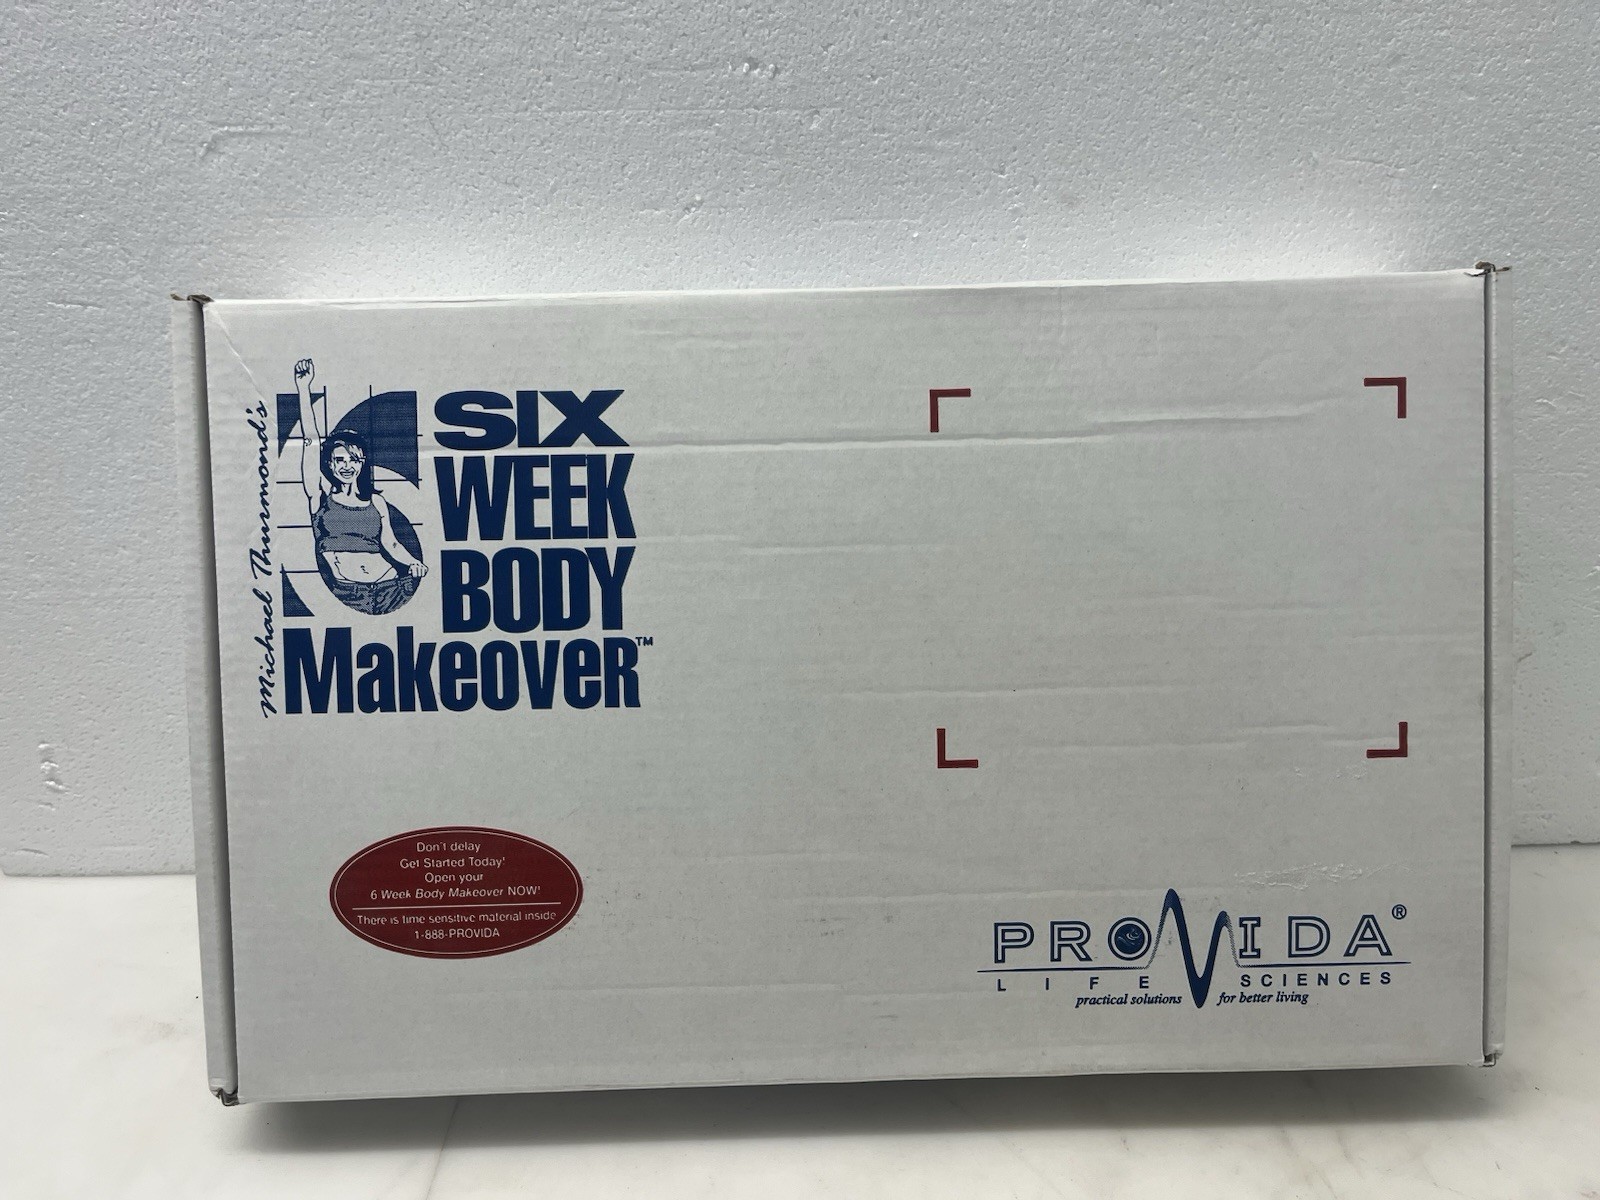 Michael Thurmond's
SIX
WEEK
BODY
Makeover™
Don't delay
Get Started Today!
Open your
6 Week Body Makeover NOW!
There is time sensitive material inside
1-888-PROVIDA
PROVIDA®
LIFE SCIENCES
practical solutions for better living